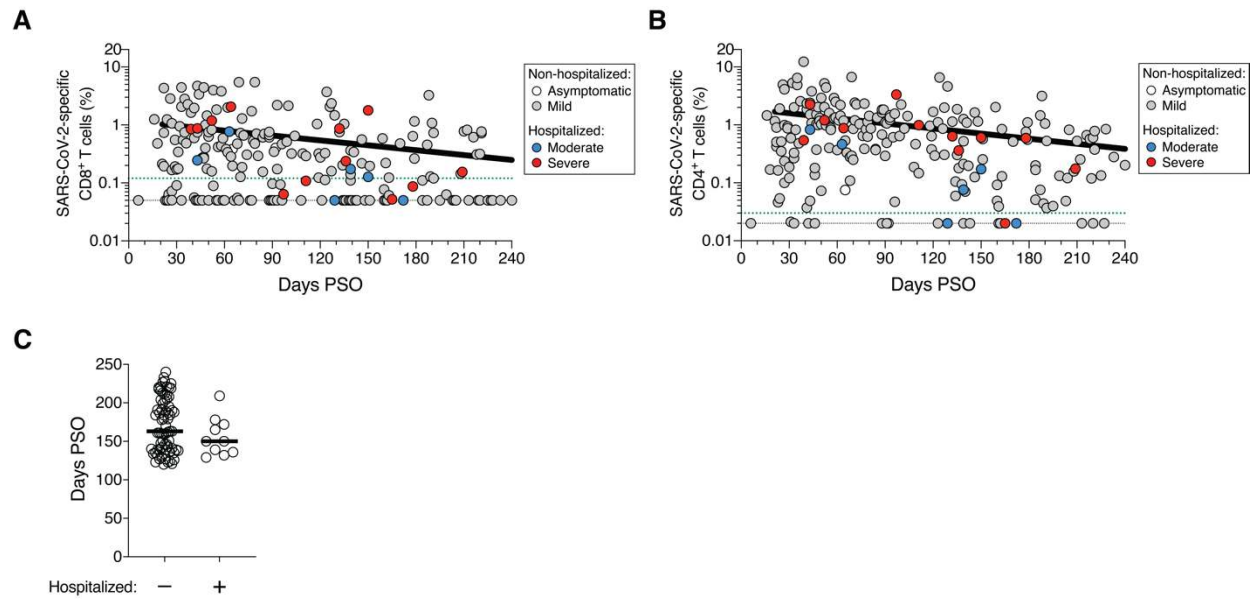 A
SARS-CoV-2-specific
CD8⁺ T cells (%)
20
10
1
0.1
0.01
0 30 60 90 120 150 180 210 240
Days PSO
Non-hospitalized:
Asymptomatic
Mild
Hospitalized:
Moderate
Severe
B
SARS-CoV-2-specific
CD4⁺ T cells (%)
20
10
1
0.1
0.01
0 30 60 90 120 150 180 210 240
Days PSO
Non-hospitalized:
Asymptomatic
Mild
Hospitalized:
Moderate
Severe
C
Days PSO
250
200
150
100
50
0
Hospitalized: − +